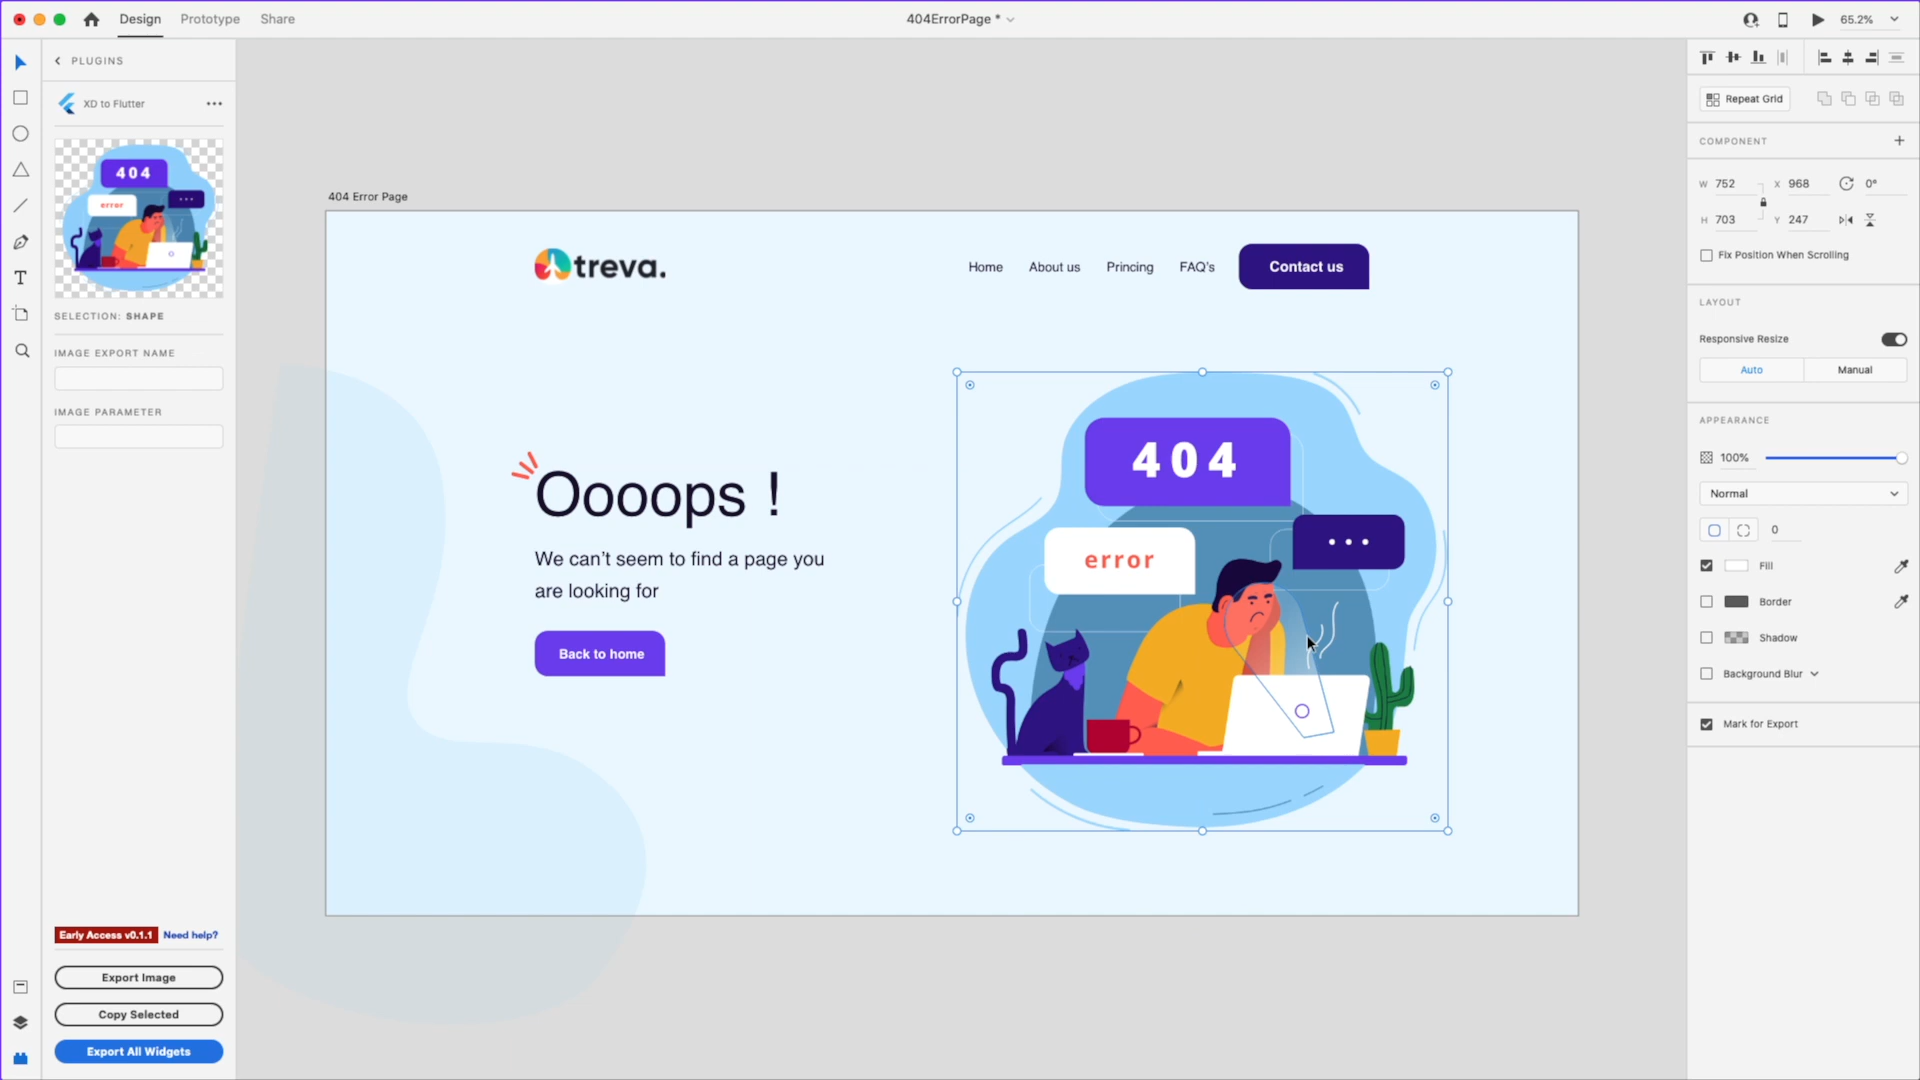 Design
Prototype
Share
404ErrorPage *
65.2%
PLUGINS
XD to Flutter
404
error
SELECTION: SHAPE
IMAGE EXPORT NAME
IMAGE PARAMETER
Early Access v0.1.1
Need help?
Export Image
Copy Selected
Export All Widgets
404 Error Page
treva.
Home
About us
Princing
FAQ's
Contact us
Oooops !
We can't seem to find a page you
are looking for
Back to home
404
error
Repeat Grid
COMPONENT
W 752 X 968 0°
H 703 Y 247
Fix Position When Scrolling
LAYOUT
Responsive Resize
Auto
Manual
APPEARANCE
100%
Normal
0
Fill
Border
Shadow
Background Blur
Mark for Export